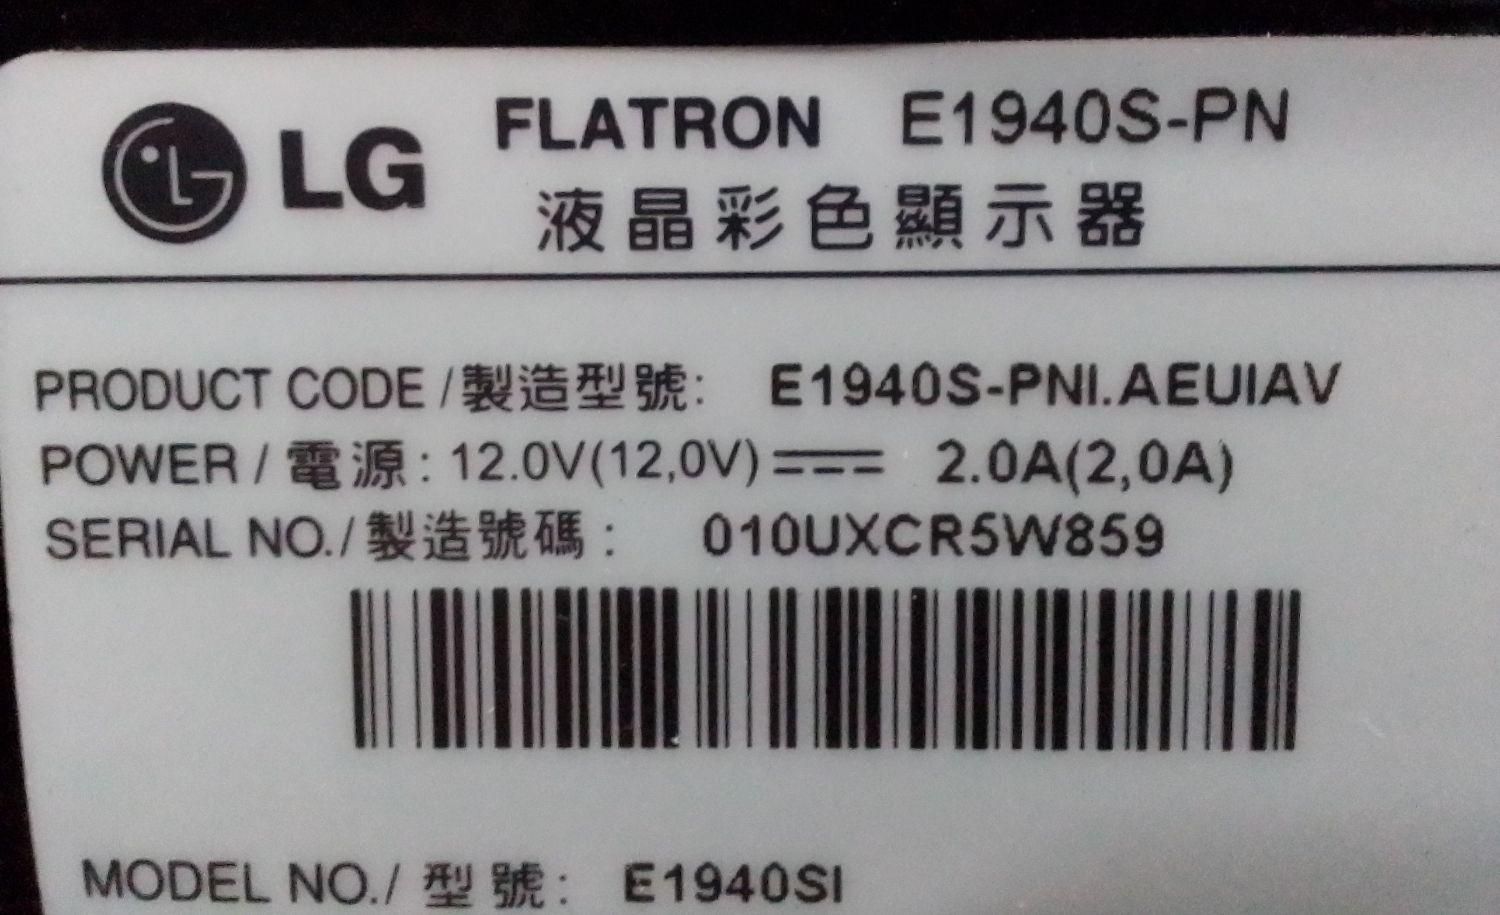 LG FLATRON E1940S-PN
液晶彩色顯示器
PRODUCT CODE /製造型號: E1940S-PNI.AEUIAV
POWER / 電源: 12.0V(12,0V) ⎓ 2.0A(2,0A)
SERIAL NO./製造號碼 : 010UXCR5W859
MODEL NO./ 型號: E1940SI